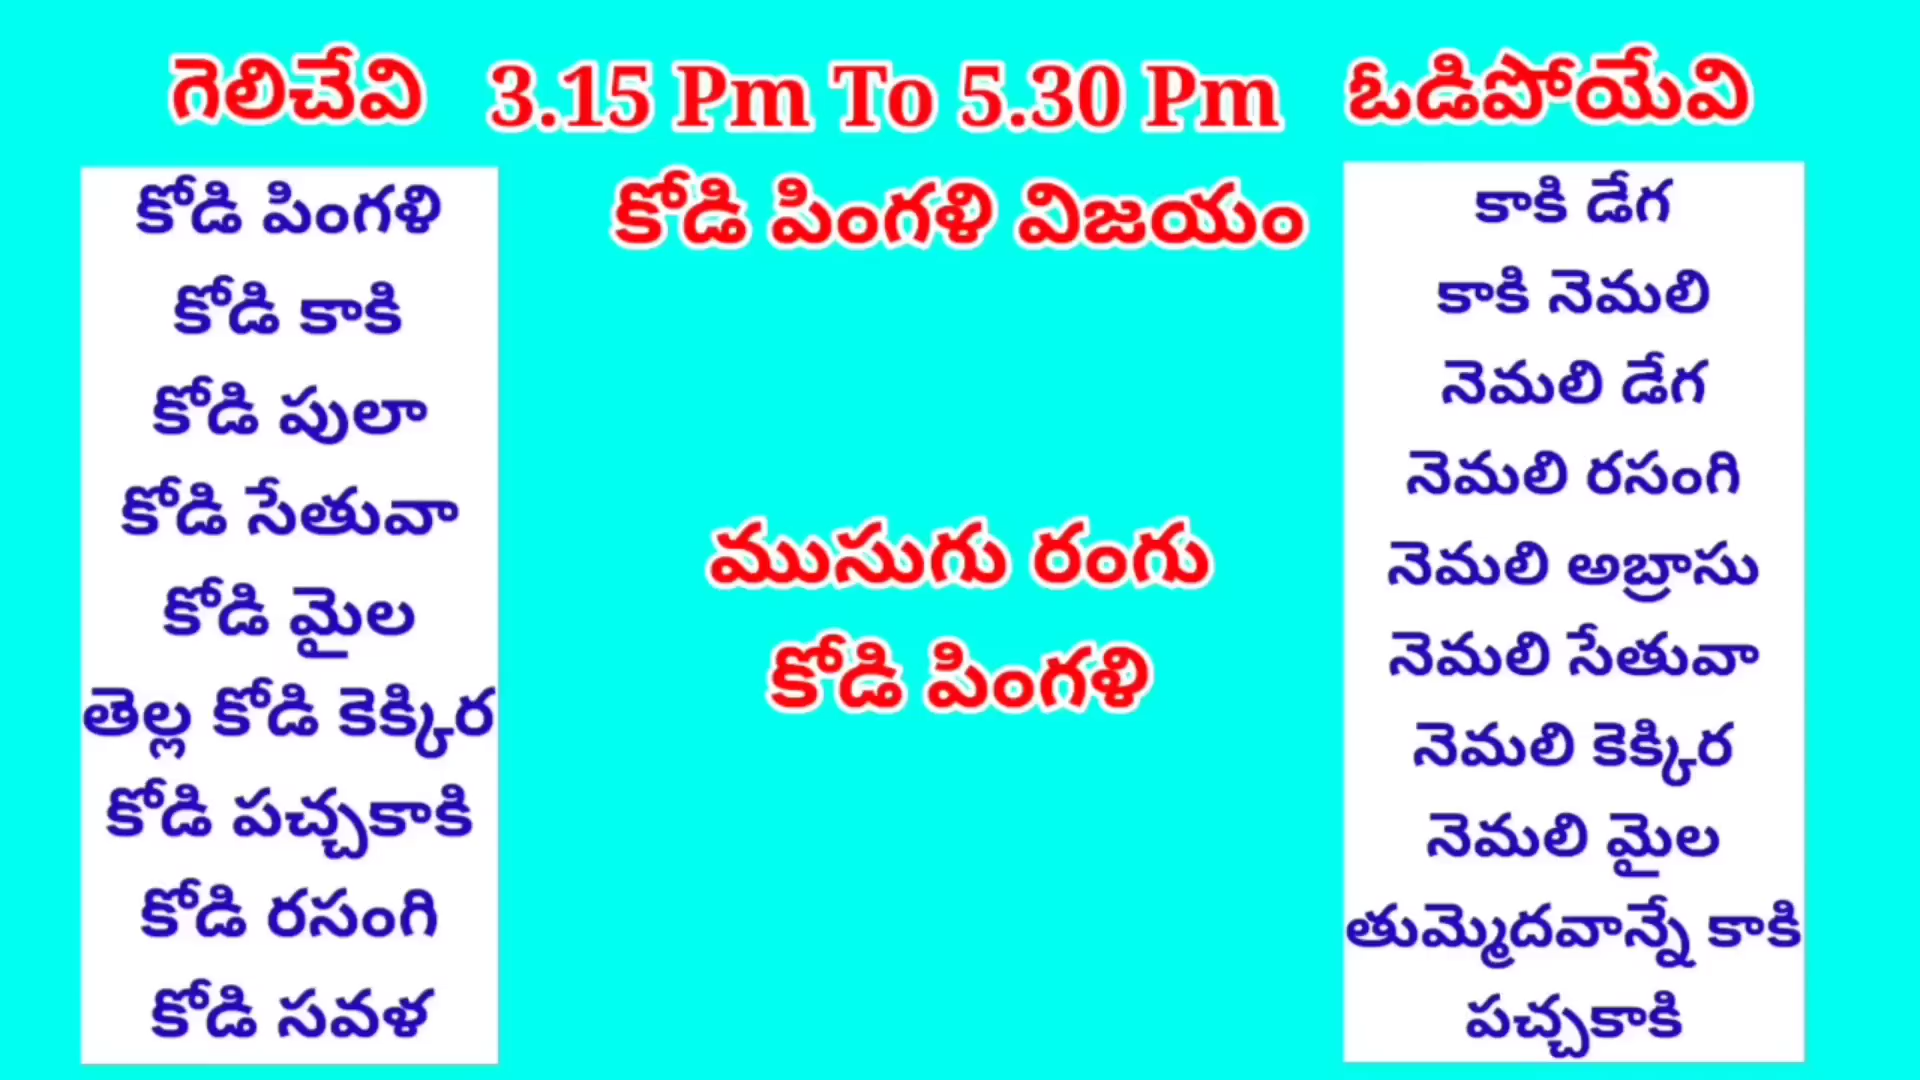 గెలిచేవి 3.15 Pm To 5.30 Pm ఓడిపోయేవి
కోడి పింగళి విజయం
కోడి పింగళి
కోడి కాకి
కోడి పులా
కోడి సేతువా
కోడి మైల
తెల్ల కోడి కెక్కిర
కోడి పచ్చకాకి
కోడి రసంగి
కోడి సవళ
ముసుగు రంగు
కోడి పింగళి
కాకి డేగ
కాకి నెమలి
నెమలి డేగ
నెమలి రసంగి
నెమలి అబ్రాసు
నెమలి సేతువా
నెమలి కెక్కిర
నెమలి మైల
తుమ్మెదవాన్నే కాకి
పచ్చకాకి